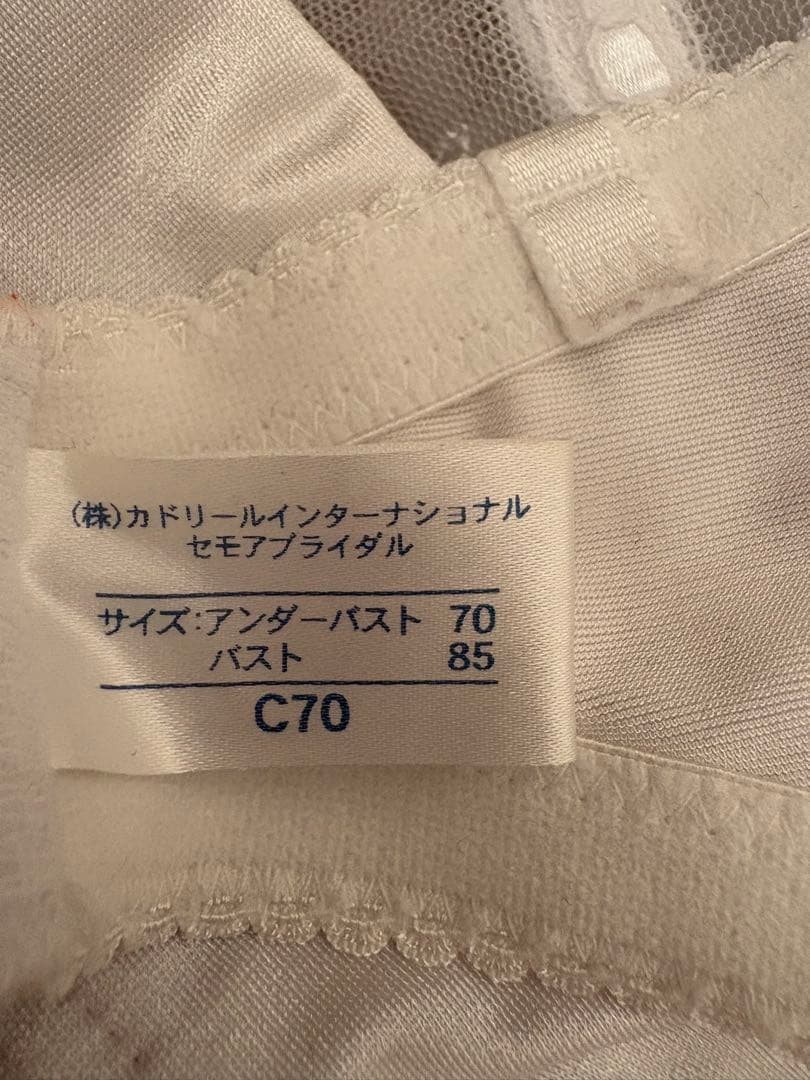 (株)カドリールインターナショナル
セモアブライダル
サイズ:アンダーバスト 70
バスト 85
C70